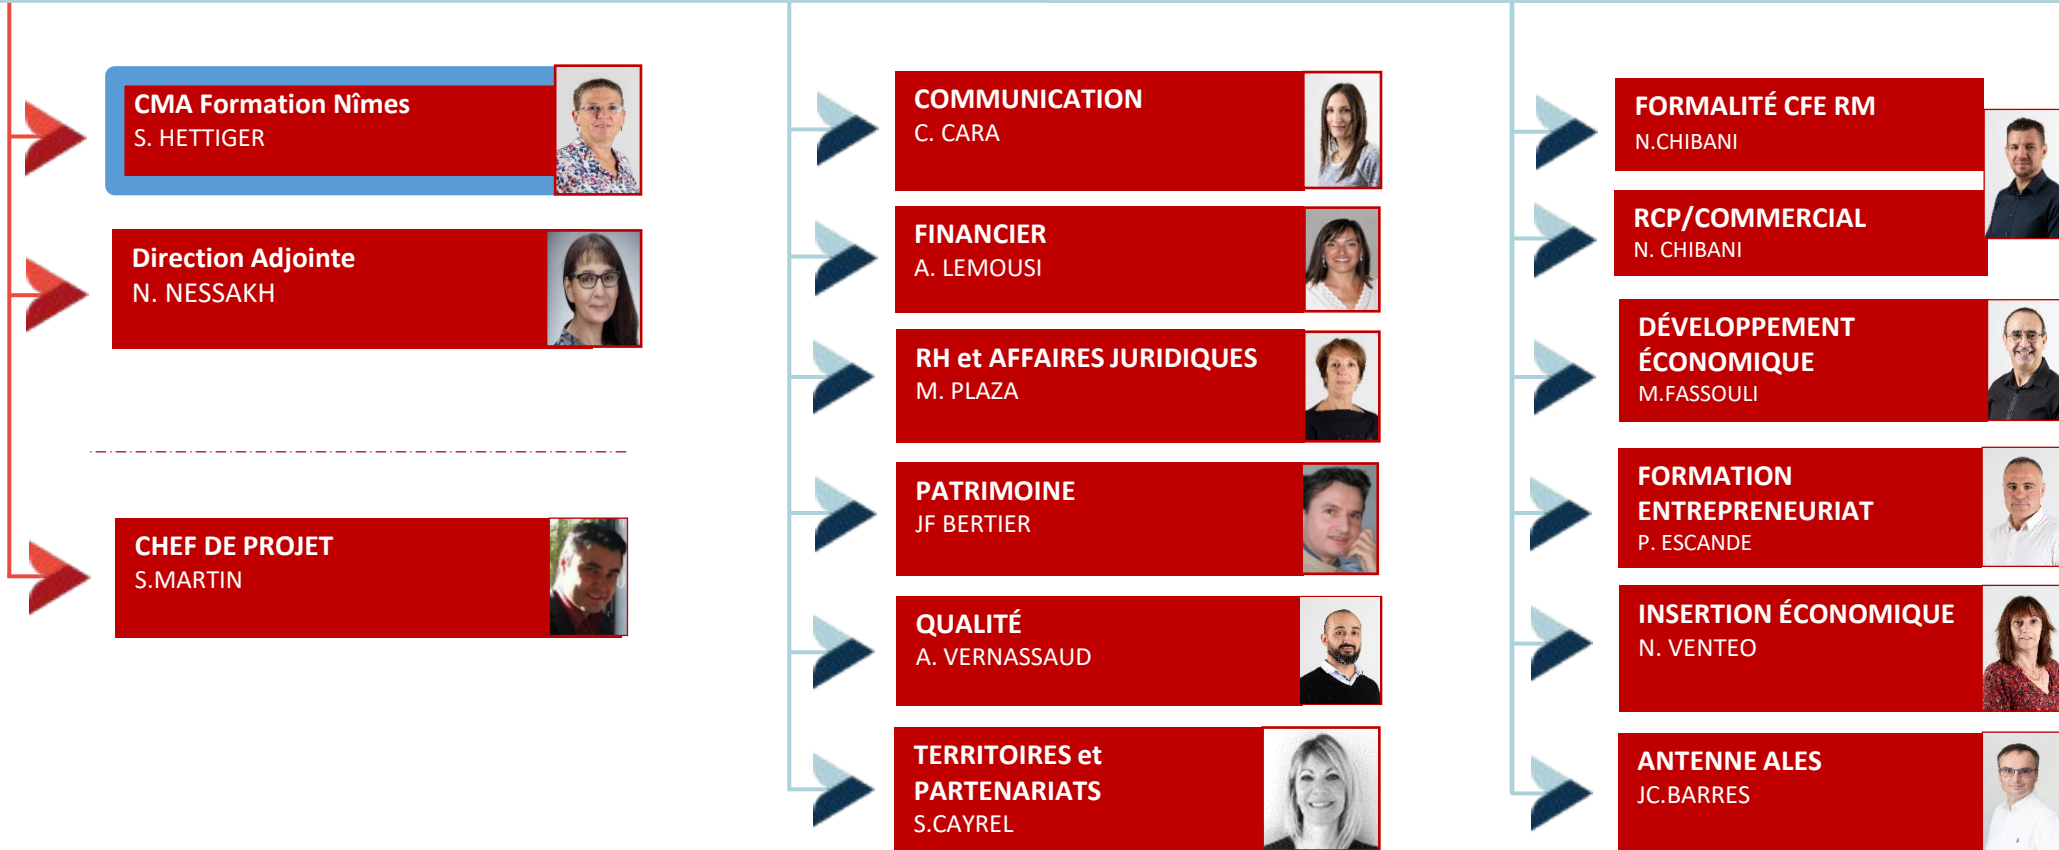 CMA Formation Nîmes
S. HETTIGER
Direction Adjointe
N. NESSAKH
CHEF DE PROJET
S.MARTIN
COMMUNICATION
C. CARA
FINANCIER
A. LEMOUSI
RH et AFFAIRES JURIDIQUES
M. PLAZA
PATRIMOINE
JF BERTIER
QUALITÉ
A. VERNASSAUD
TERRITOIRES et
PARTENARIATS
S.CAYREL
FORMALITÉ CFE RM
N.CHIBANI
RCP/COMMERCIAL
N. CHIBANI
DÉVELOPPEMENT
ÉCONOMIQUE
M.FASSOULI
FORMATION
ENTREPRENEURIAT
P. ESCANDE
INSERTION ÉCONOMIQUE
N. VENTEO
ANTENNE ALES
JC.BARRES